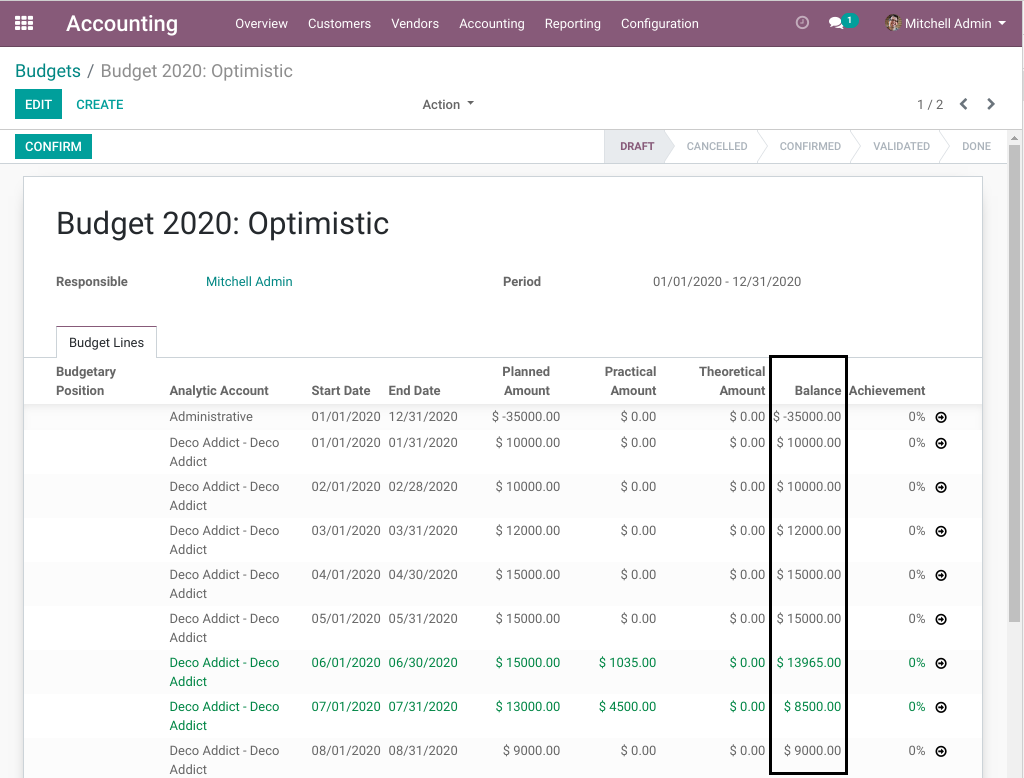 Accounting Overview Customers Vendors Accounting Reporting Configuration 1 Mitchell Admin
Budgets / Budget 2020: Optimistic
EDIT CREATE Action 1 / 2
CONFIRM DRAFT CANCELLED CONFIRMED VALIDATED DONE
Budget 2020: Optimistic
Responsible Mitchell Admin Period 01/01/2020 - 12/31/2020
Budget Lines
Budgetary Planned Practical Theoretical
Position Analytic Account Start Date End Date Amount Amount Amount Balance Achievement
Administrative 01/01/2020 12/31/2020 $ -35000.00 $ 0.00 $ 0.00 $ -35000.00 0%
Deco Addict - Deco 01/01/2020 01/31/2020 $ 10000.00 $ 0.00 $ 0.00 $ 10000.00 0%
Addict
Deco Addict - Deco 02/01/2020 02/28/2020 $ 10000.00 $ 0.00 $ 0.00 $ 10000.00 0%
Addict
Deco Addict - Deco 03/01/2020 03/31/2020 $ 12000.00 $ 0.00 $ 0.00 $ 12000.00 0%
Addict
Deco Addict - Deco 04/01/2020 04/30/2020 $ 15000.00 $ 0.00 $ 0.00 $ 15000.00 0%
Addict
Deco Addict - Deco 05/01/2020 05/31/2020 $ 15000.00 $ 0.00 $ 0.00 $ 15000.00 0%
Addict
Deco Addict - Deco 06/01/2020 06/30/2020 $ 15000.00 $ 1035.00 $ 0.00 $ 13965.00 0%
Addict
Deco Addict - Deco 07/01/2020 07/31/2020 $ 13000.00 $ 4500.00 $ 0.00 $ 8500.00 0%
Addict
Deco Addict - Deco 08/01/2020 08/31/2020 $ 9000.00 $ 0.00 $ 0.00 $ 9000.00 0%
Addict